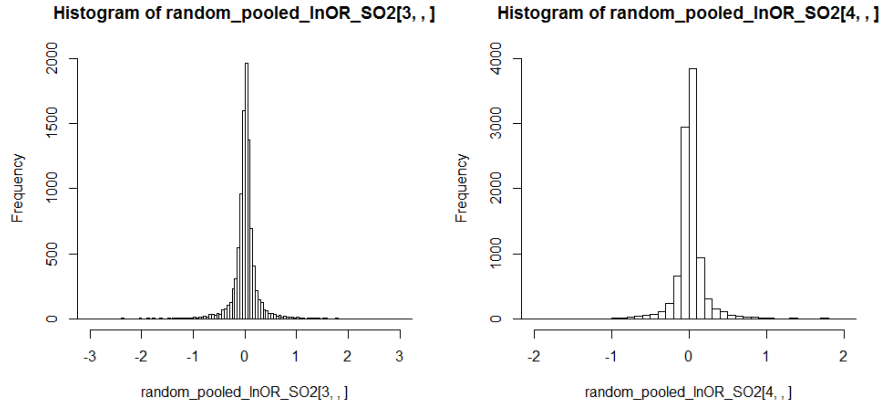 Histogram of random_pooled_lnOR_SO2[3, , ]
Frequency
2000
1500
1000
500
0
-3 -2 -1 0 1 2 3
random_pooled_lnOR_SO2[3, , ]
Histogram of random_pooled_lnOR_SO2[4, , ]
Frequency
4000
3000
2000
1000
0
-2 -1 0 1 2
random_pooled_lnOR_SO2[4, , ]